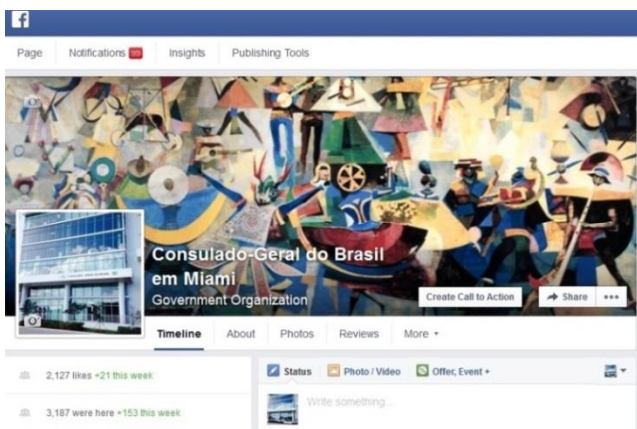 f
Page Notifications 99 Insights Publishing Tools
Consulado-Geral do Brasil
em Miami
Government Organization
Create Call to Action Share •••
Timeline About Photos Reviews More
2,127 likes +21 this week
Status Photo / Video Offer, Event +
3,187 were here +153 this week
Write something...